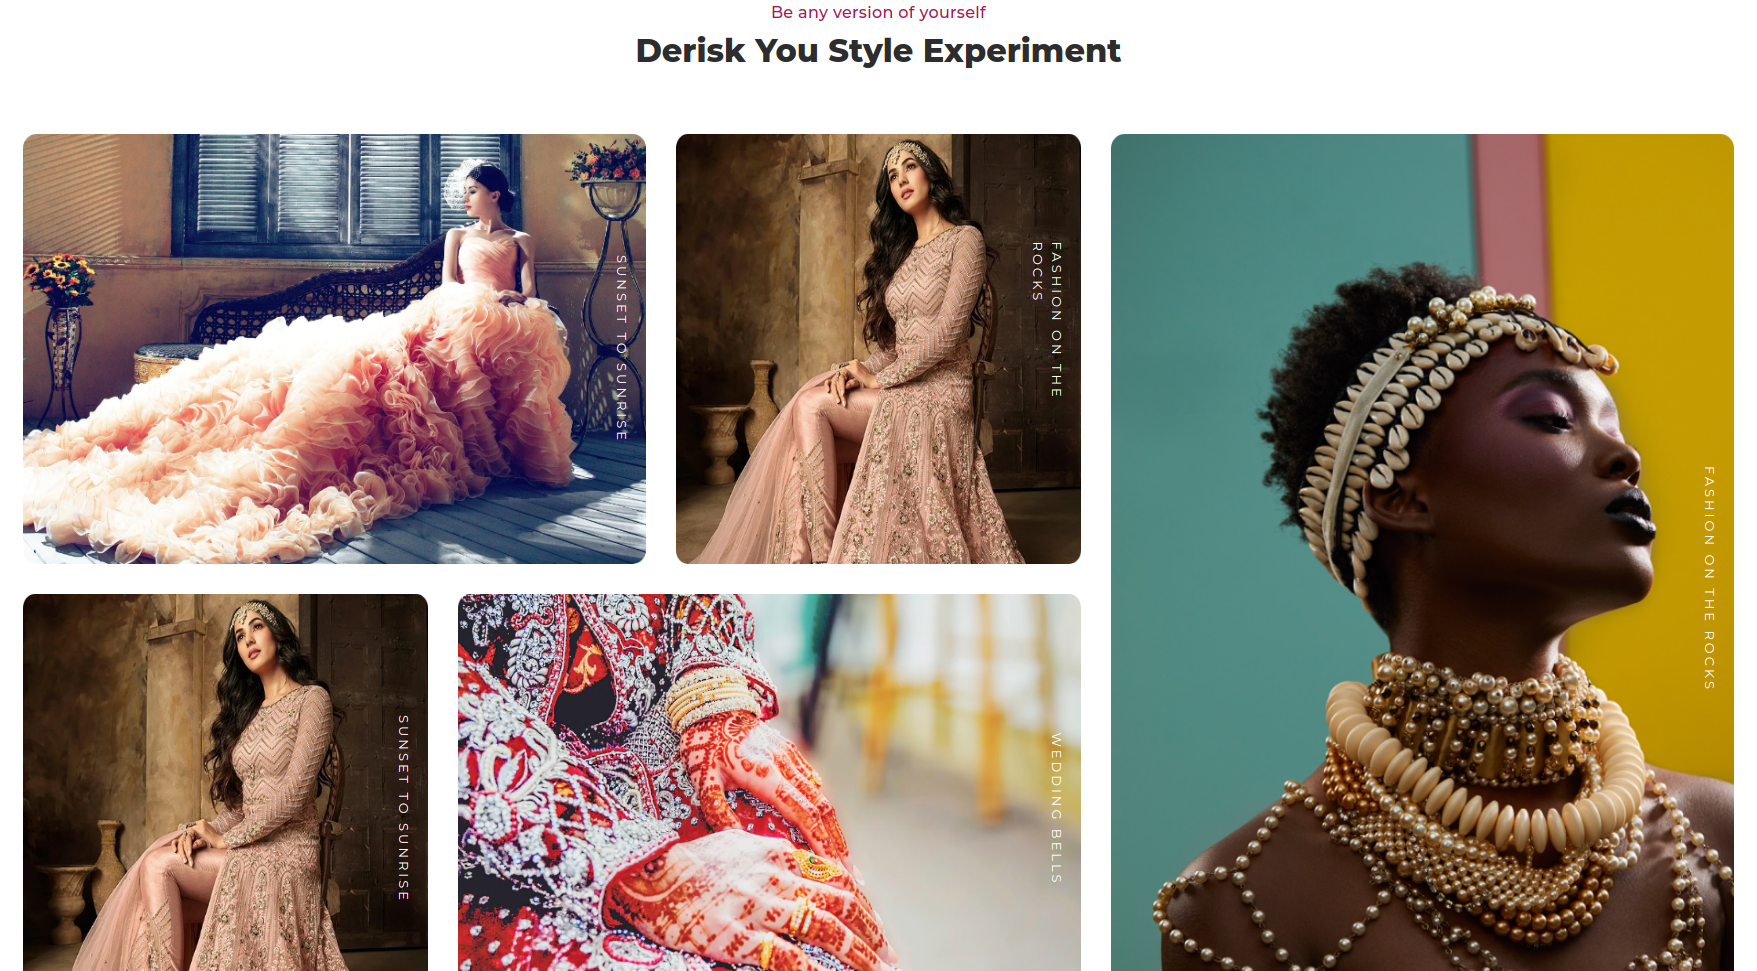 Be any version of yourself
Derisk You Style Experiment
SUNSET TO SUNRISE
FASHION ON THE
ROCKS
FASHION ON THE ROCKS
SUNSET TO SUNRISE
WEDDING BELLS